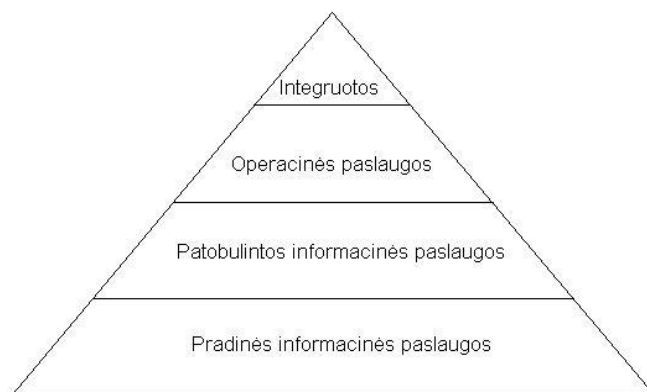 Integruotos
Operacinės paslaugos
Patobulintos informacinės paslaugos
Pradinės informacinės paslaugos